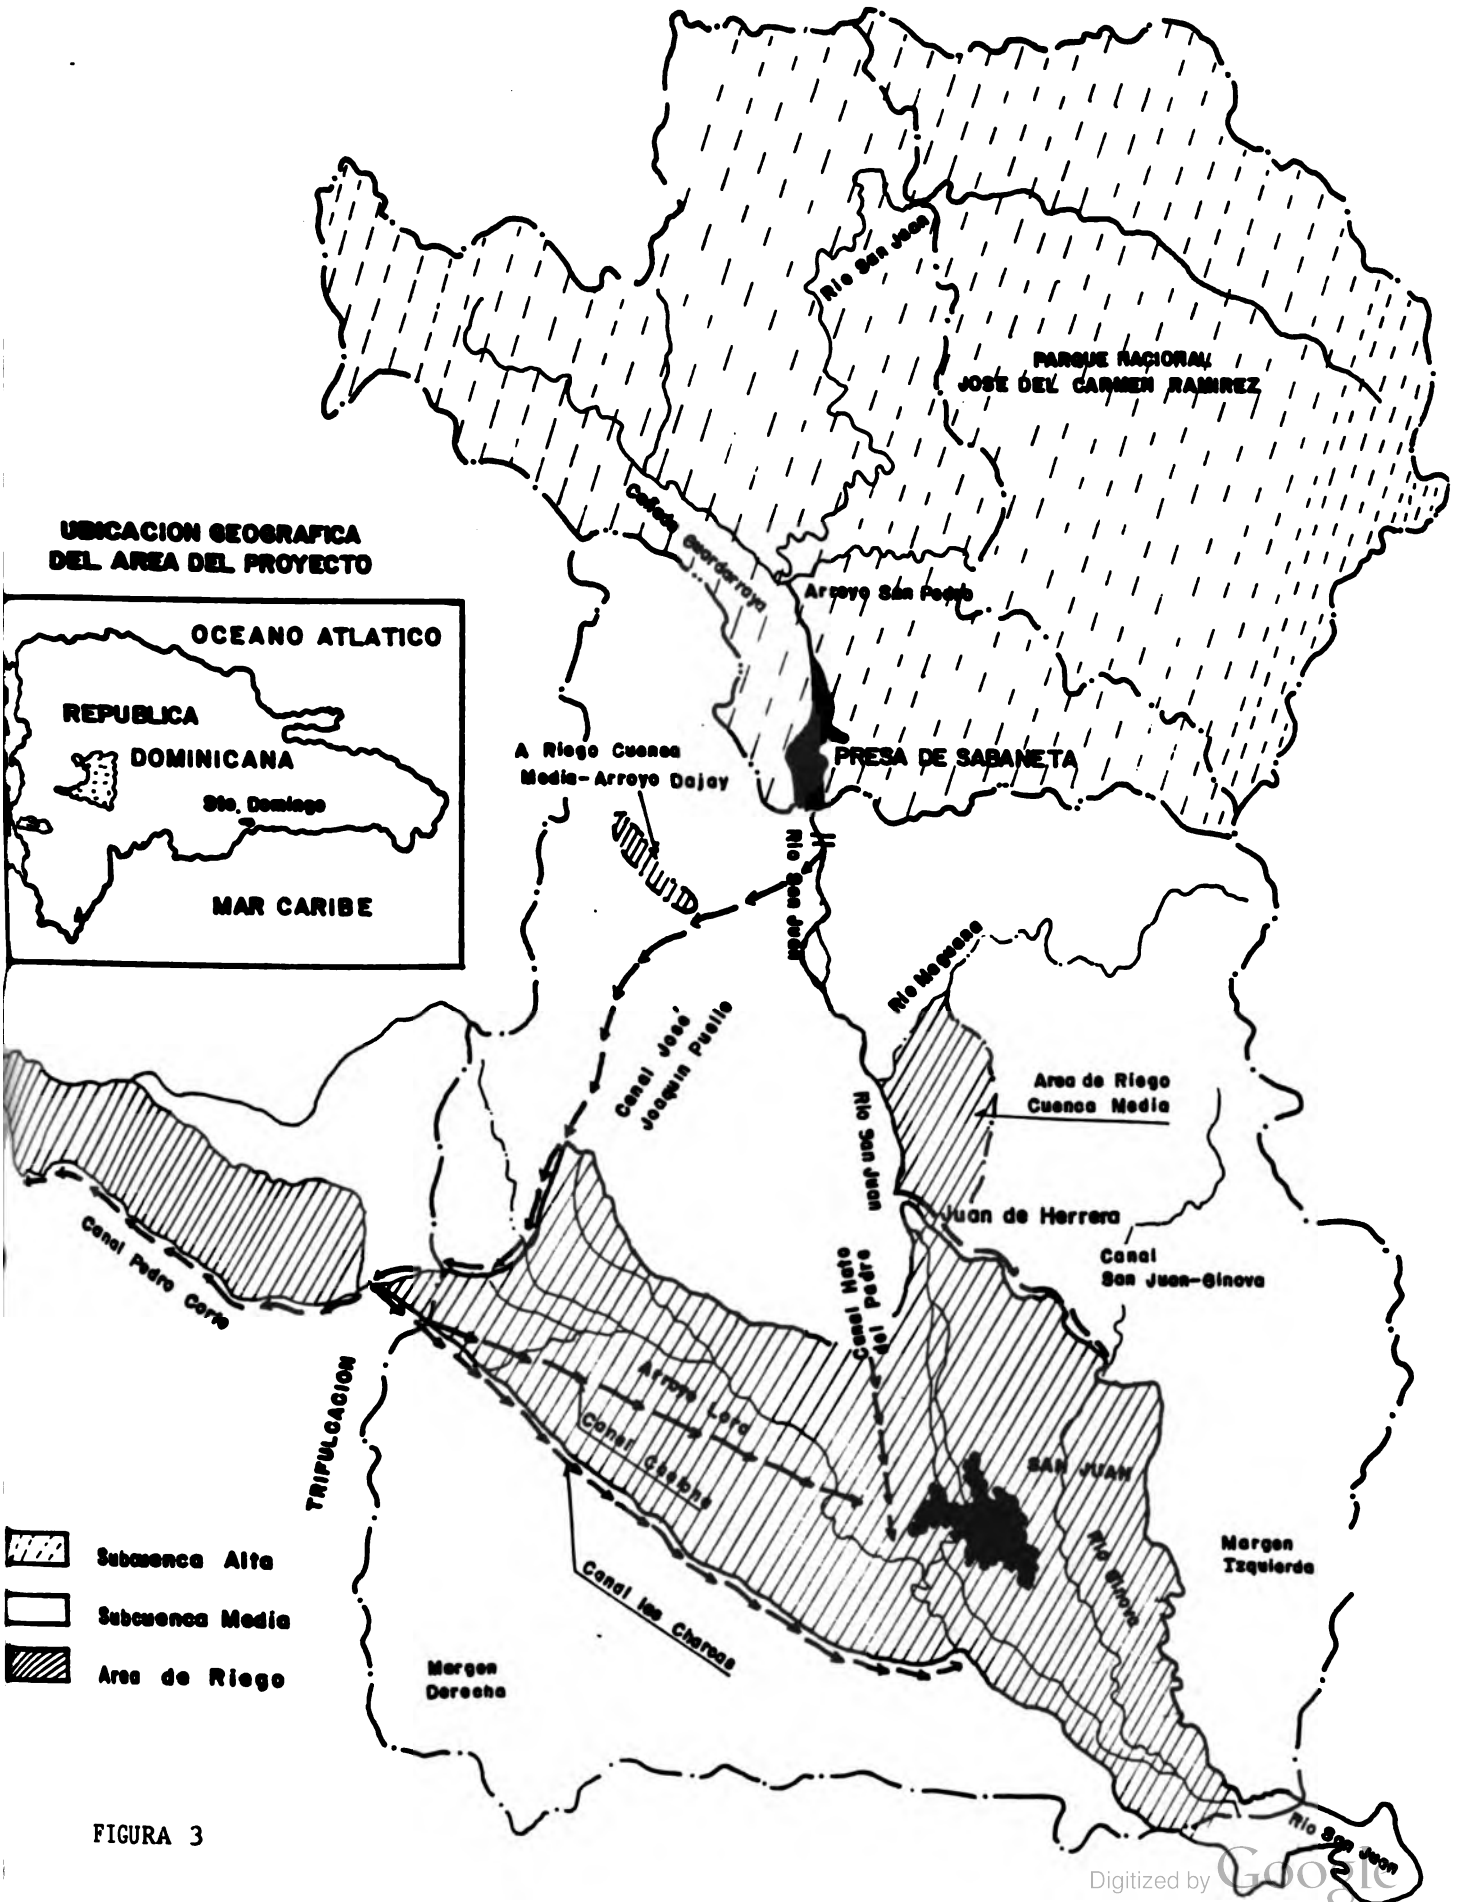 Rio San Juan
PARQUE NACIONAL
JOSE DEL CARMEN RAMIREZ
Cañada Guardarraya
Arroyo San Pedro
UBICACION GEOGRAFICA
DEL AREA DEL PROYECTO
OCEANO ATLATICO
REPUBLICA
DOMINICANA
Sto. Domingo
MAR CARIBE
A Riego Cuenca
Media-Arroyo Dajay
PRESA DE SABANETA
Rio San Juan
Rio Maguana
Canal José
Joaquin Puello
Area de Riego
Cuenca Media
Rio San Juan
Juan de Herrera
Canal
San Juan-Ginova
Canal Hato
del Padre
Canal Pedro Corto
TRIFULCACION
Arroyo Loro
Canal
SAN JUAN
Rio Ginova
Canal las Charcas
Margen
Izquierda
Margen
Derecha
Subcuenca Alta
Subcuenca Media
Area de Riego
Rio San Juan
FIGURA 3
Digitized by Google